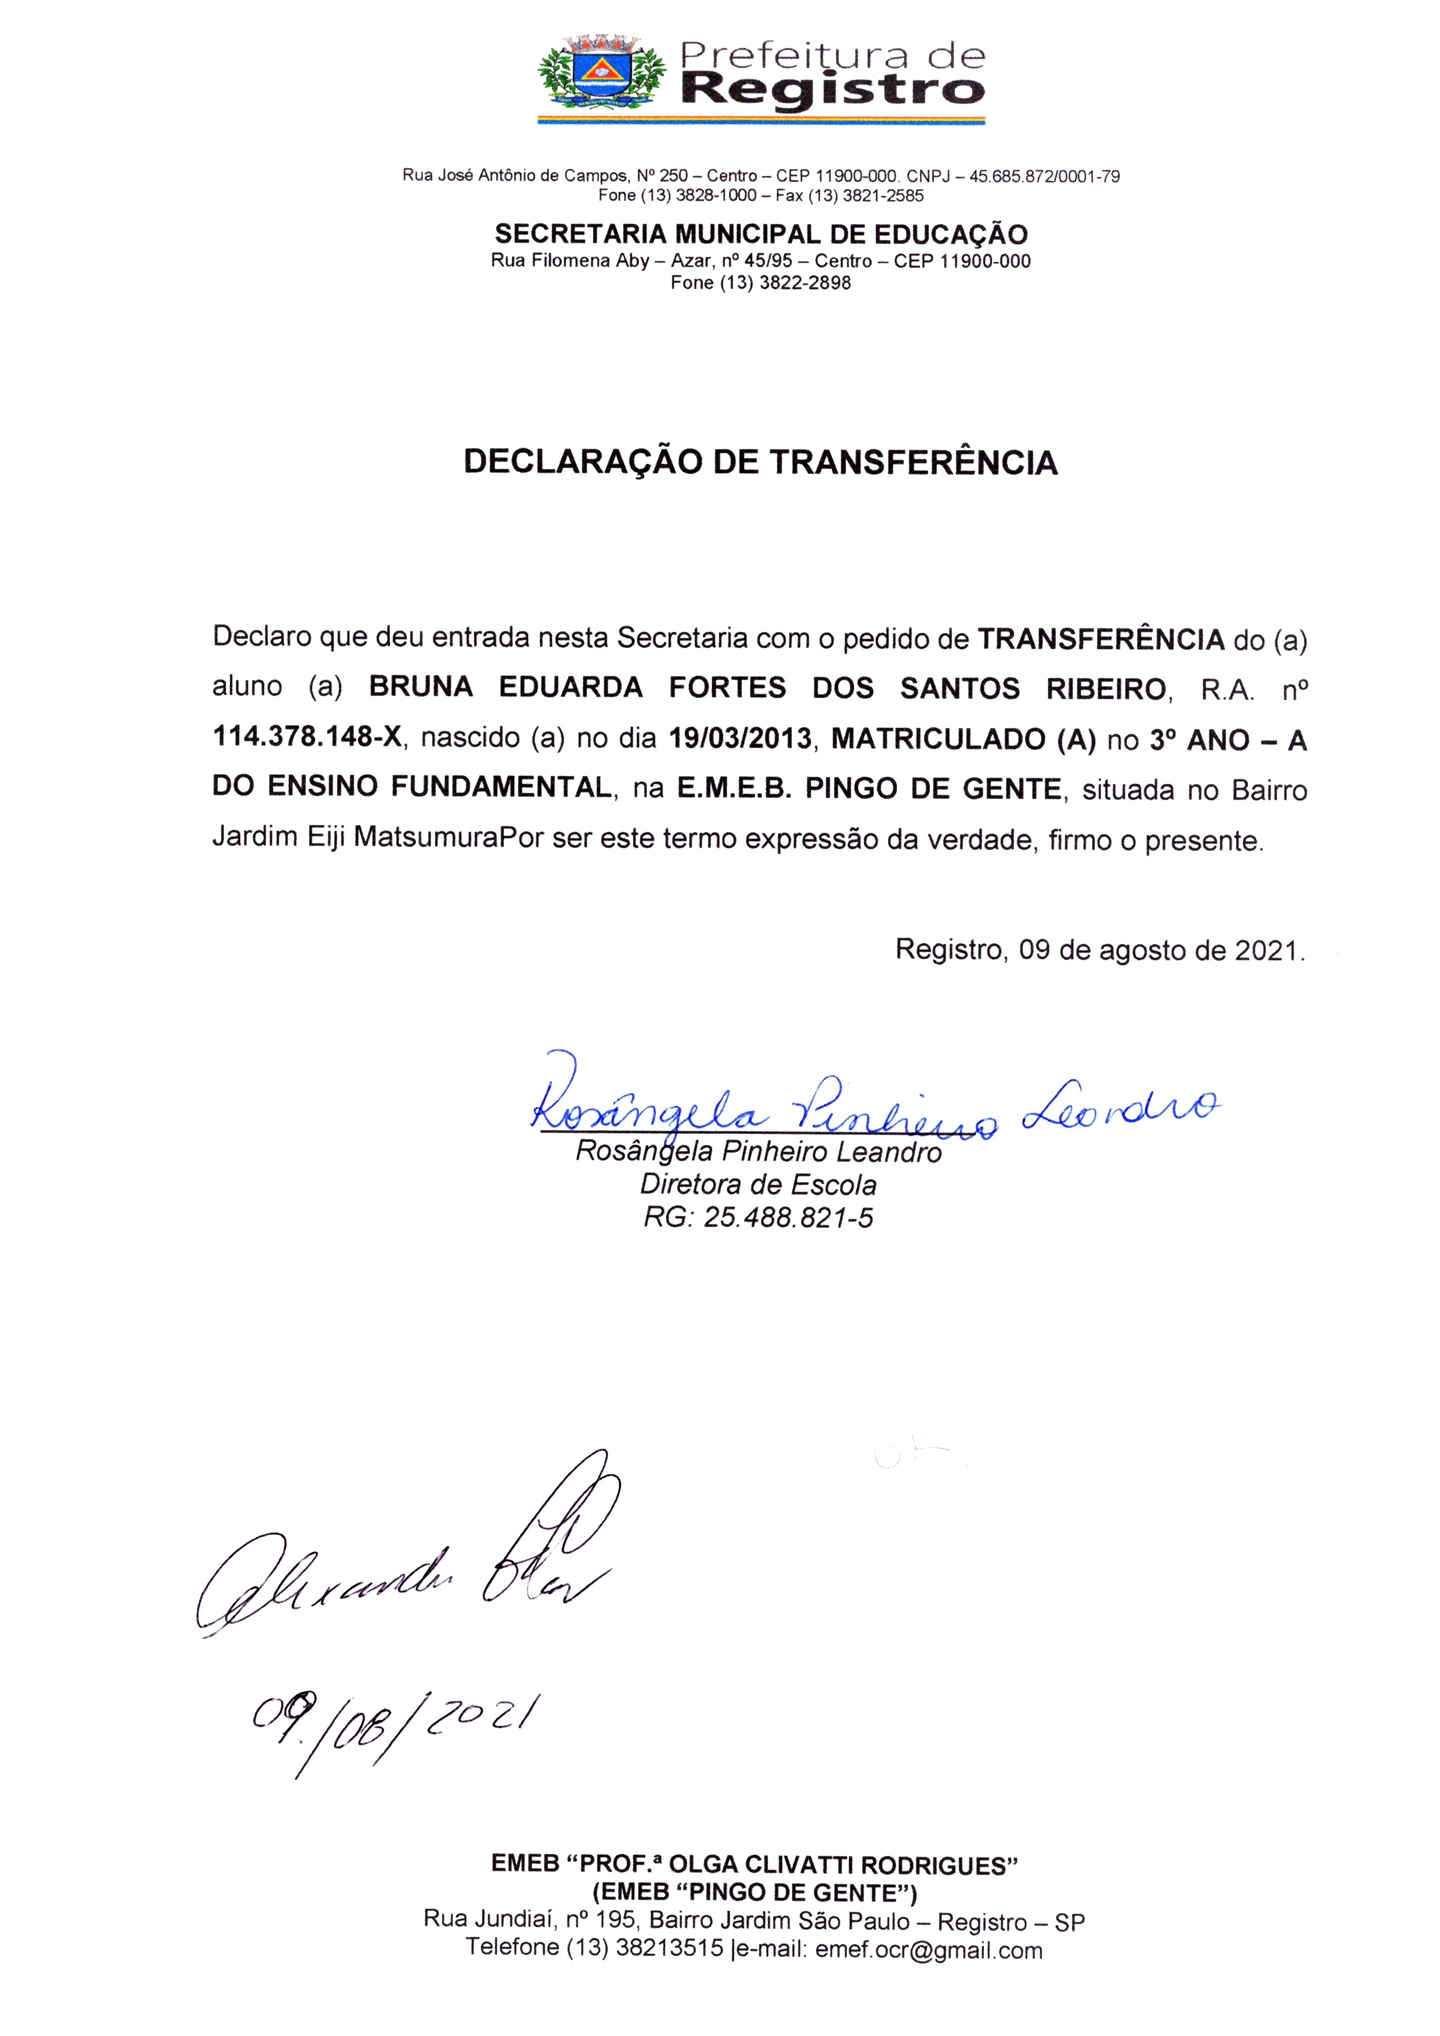 Prefeitura de
Registro
Rua José Antônio de Campos, Nº 250 – Centro – CEP 11900-000. CNPJ – 45.685.872/0001-79
Fone (13) 3828-1000 – Fax (13) 3821-2585
SECRETARIA MUNICIPAL DE EDUCAÇÃO
Rua Filomena Aby – Azar, nº 45/95 – Centro – CEP 11900-000
Fone (13) 3822-2898
DECLARAÇÃO DE TRANSFERÊNCIA
Declaro que deu entrada nesta Secretaria com o pedido de TRANSFERÊNCIA do (a)
aluno (a) BRUNA EDUARDA FORTES DOS SANTOS RIBEIRO, R.A. nº
114.378.148-X, nascido (a) no dia 19/03/2013, MATRICULADO (A) no 3º ANO – A
DO ENSINO FUNDAMENTAL, na E.M.E.B. PINGO DE GENTE, situada no Bairro
Jardim Eiji MatsumuraPor ser este termo expressão da verdade, firmo o presente.
Registro, 09 de agosto de 2021.
Rosângela Pinheiro Leandro
Rosângela Pinheiro Leandro
Diretora de Escola
RG: 25.488.821-5
09/08/2021
EMEB “PROF.ª OLGA CLIVATTI RODRIGUES”
(EMEB “PINGO DE GENTE”)
Rua Jundiaí, nº 195, Bairro Jardim São Paulo – Registro – SP
Telefone (13) 38213515 |e-mail: emef.ocr@gmail.com